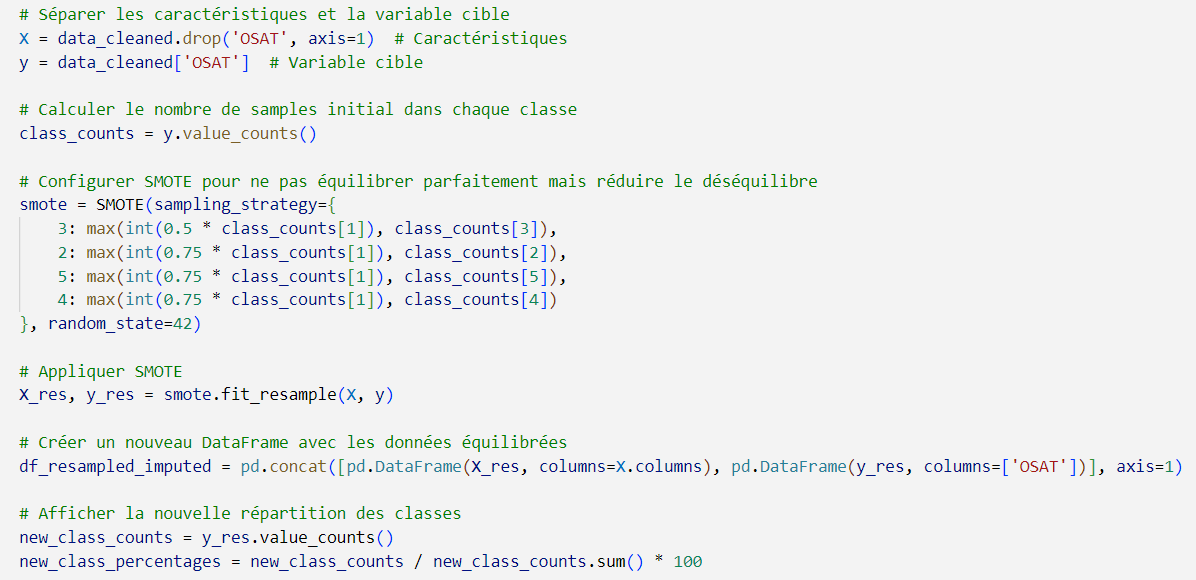 # Séparer les caractéristiques et la variable cible
X = data_cleaned.drop('OSAT', axis=1)  # Caractéristiques
y = data_cleaned['OSAT']  # Variable cible
# Calculer le nombre de samples initial dans chaque classe
class_counts = y.value_counts()
# Configurer SMOTE pour ne pas équilibrer parfaitement mais réduire le déséquilibre
smote = SMOTE(sampling_strategy={
    3: max(int(0.5 * class_counts[1]), class_counts[3]),
    2: max(int(0.75 * class_counts[1]), class_counts[2]),
    5: max(int(0.75 * class_counts[1]), class_counts[5]),
    4: max(int(0.75 * class_counts[1]), class_counts[4])
}, random_state=42)
# Appliquer SMOTE
X_res, y_res = smote.fit_resample(X, y)
# Créer un nouveau DataFrame avec les données équilibrées
df_resampled_imputed = pd.concat([pd.DataFrame(X_res, columns=X.columns), pd.DataFrame(y_res, columns=['OSAT'])], axis=1)
# Afficher la nouvelle répartition des classes
new_class_counts = y_res.value_counts()
new_class_percentages = new_class_counts / new_class_counts.sum() * 100